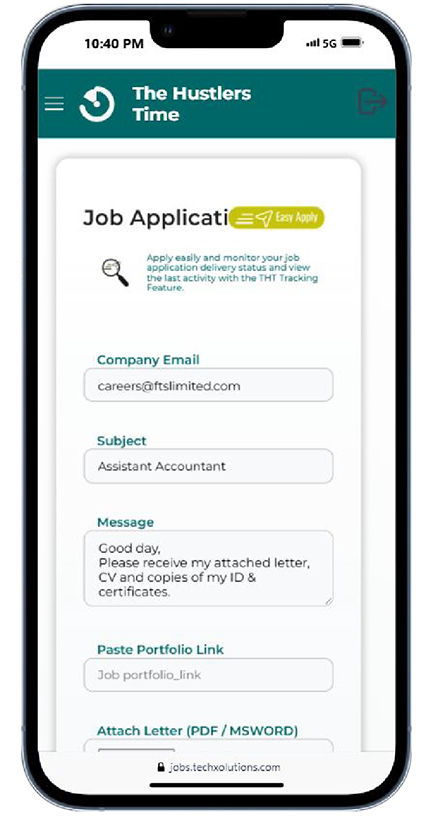 10:40 PM
5G
The Hustlers
Time
Job Applicati
Easy Apply
Apply easily and monitor your job
application delivery status and view
the last activity with the THT Tracking
Feature.
Company Email
careers@ftslimited.com
Subject
Assistant Accountant
Message
Good day,
Please receive my attached letter,
CV and copies of my ID &
certificates.
Paste Portfolio Link
Job portfolio_link
Attach Letter (PDF / MSWORD)
jobs.techxolutions.com